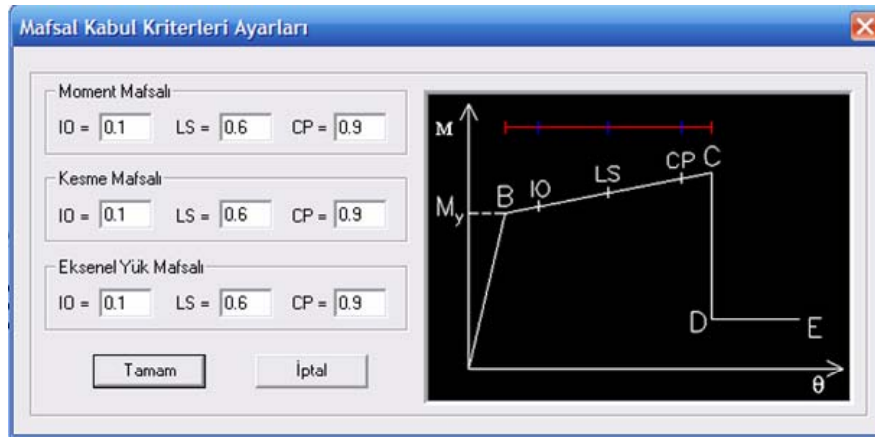 Mafsal Kabul Kriterleri Ayarları
Moment Mafsalı
IO = 0.1 LS = 0.6 CP = 0.9
Kesme Mafsalı
IO = 0.1 LS = 0.6 CP = 0.9
Eksenel Yük Mafsalı
IO = 0.1 LS = 0.6 CP = 0.9
Tamam İptal
M
My
B IO LS CP C
D E
θ